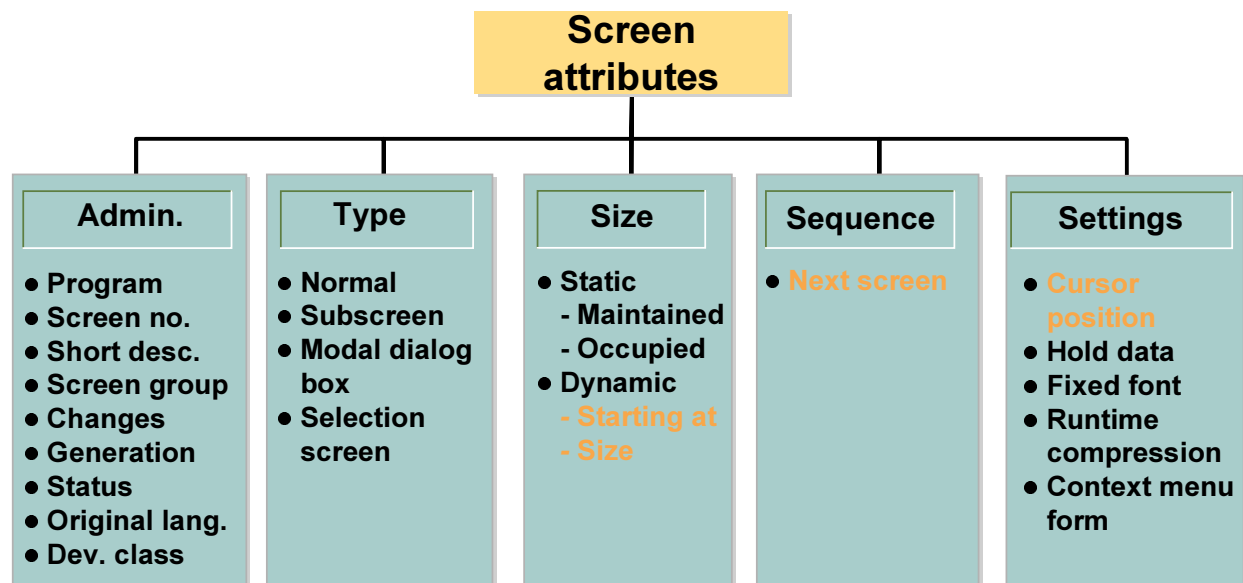 Screen
attributes
Admin.
● Program
● Screen no.
● Short desc.
● Screen group
● Changes
● Generation
● Status
● Original lang.
● Dev. class
Type
● Normal
● Subscreen
● Modal dialog
box
● Selection
screen
Size
● Static
- Maintained
- Occupied
● Dynamic
- Starting at
- Size
Sequence
● Next screen
Settings
● Cursor
position
● Hold data
● Fixed font
● Runtime
compression
● Context menu
form